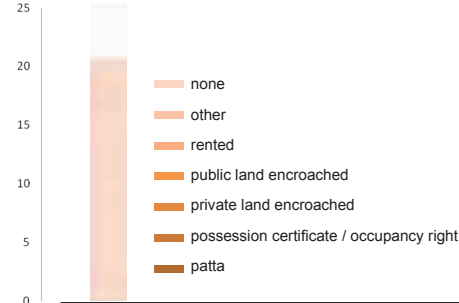 25
20
15
10
5
0
none
other
rented
public land encroached
private land encroached
possession certificate / occupancy right
patta